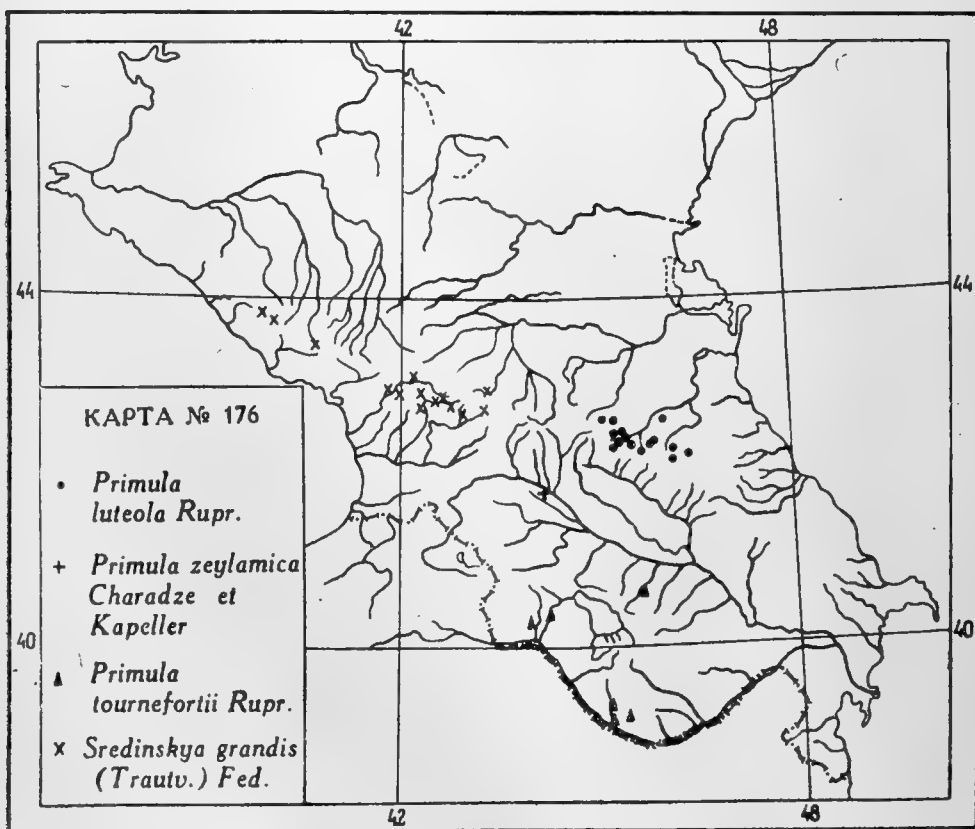 42 48
44 44
КАРТА № 176
• Primula
luteola Rupr.
+ Primula zeylamica
Charadze et
Kapeller
▲ Primula
tournefortii Rupr.
× Sredinskya grandis
(Trautv.) Fed.
40 40
42 48